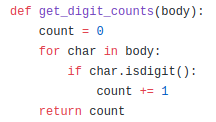 def get_digit_counts(body):
    count = 0
    for char in body:
        if char.isdigit():
            count += 1
    return count